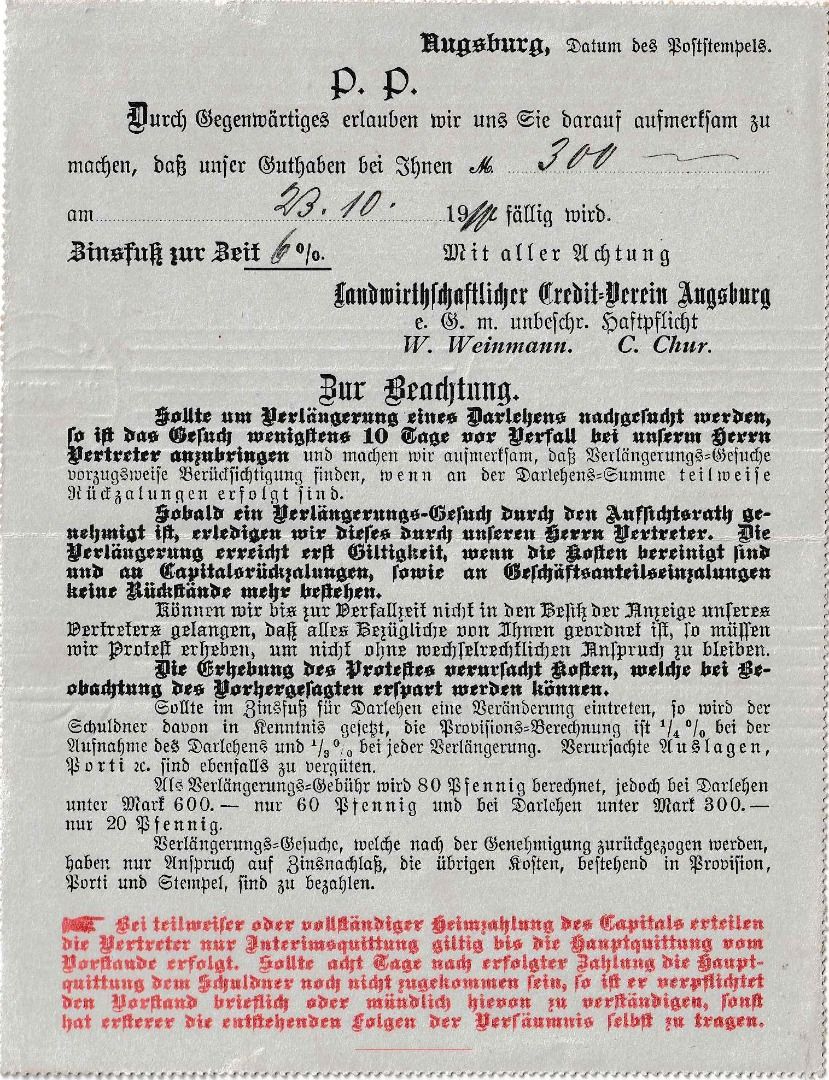 Augsburg, Datum des Poststempels.
P. P.
Durch Gegenwärtiges erlauben wir uns Sie darauf aufmerksam zu
machen, daß unser Guthaben bei Ihnen M. 300 —
am 23. 10. 19 fällig wird.
Zinsfuß zur Zeit 6 %. Mit aller Achtung
Landwirthschaftlicher Credit-Verein Augsburg
e. G. m. unbeschr. Haftpflicht
W. Weinmann. C. Chur.
Zur Beachtung.
Sollte um Verlängerung eines Darlehens nachgesucht werden,
so ist das Gesuch wenigstens 10 Tage vor Verfall bei unserm Herrn
Vertreter anzubringen und machen wir aufmerksam, daß Verlängerungs-Gesuche
vorzugsweise Berücksichtigung finden, wenn an der Darlehens-Summe teilweise
Rückzalungen erfolgt sind.
Sobald ein Verlängerungs-Gesuch durch den Aufsichtsrath ge-
nehmigt ist, erledigen wir dieses durch unseren Herrn Vertreter. Die
Verlängerung erreicht erst Giltigkeit, wenn die Kosten bereinigt sind
und an Capitalsrückzalungen, sowie an Geschäftsanteilseinzalungen
keine Rückstände mehr bestehen.
Können wir bis zur Verfallzeit nicht in den Besitz der Anzeige unseres
Vertreters gelangen, daß alles Bezügliche von Ihnen geordnet ist, so müssen
wir Protest erheben, um nicht ohne wechselrechtlichen Anspruch zu bleiben.
Die Erhebung des Protestes verursacht Kosten, welche bei Be-
obachtung des Vorhergesagten erspart werden können.
Sollte im Zinsfuß für Darlehen eine Veränderung eintreten, so wird der
Schuldner davon in Kenntnis gesetzt, die Provisions-Berechnung ist 1/4 % bei der
Aufnahme des Darlehens und 1/8 % bei jeder Verlängerung. Verursachte Auslagen,
Porti ꝛc. sind ebenfalls zu vergüten.
Als Verlängerungs-Gebühr wird 80 Pfennig berechnet, jedoch bei Darlehen
unter Mark 600.— nur 60 Pfennig und bei Darlehen unter Mark 300.—
nur 20 Pfennig.
Verlängerungs-Gesuche, welche nach der Genehmigung zurückgezogen werden,
haben nur Anspruch auf Zinsnachlaß, die übrigen Kosten, bestehend in Provision,
Porti und Stempel, sind zu bezahlen.
Bei teilweiser oder vollständiger Heimzahlung des Capitals erteilen
die Vertreter nur Interimsquittung giltig bis die Hauptquittung vom
Vorstande erfolgt. Sollte acht Tage nach erfolgter Zahlung die Haupt-
quittung dem Schuldner noch nicht zugekommen sein, so ist er verpflichtet
den Vorstand brieflich oder mündlich hievon zu verständigen, sonst
hat ersterer die entstehenden Folgen der Versäumnis selbst zu tragen.